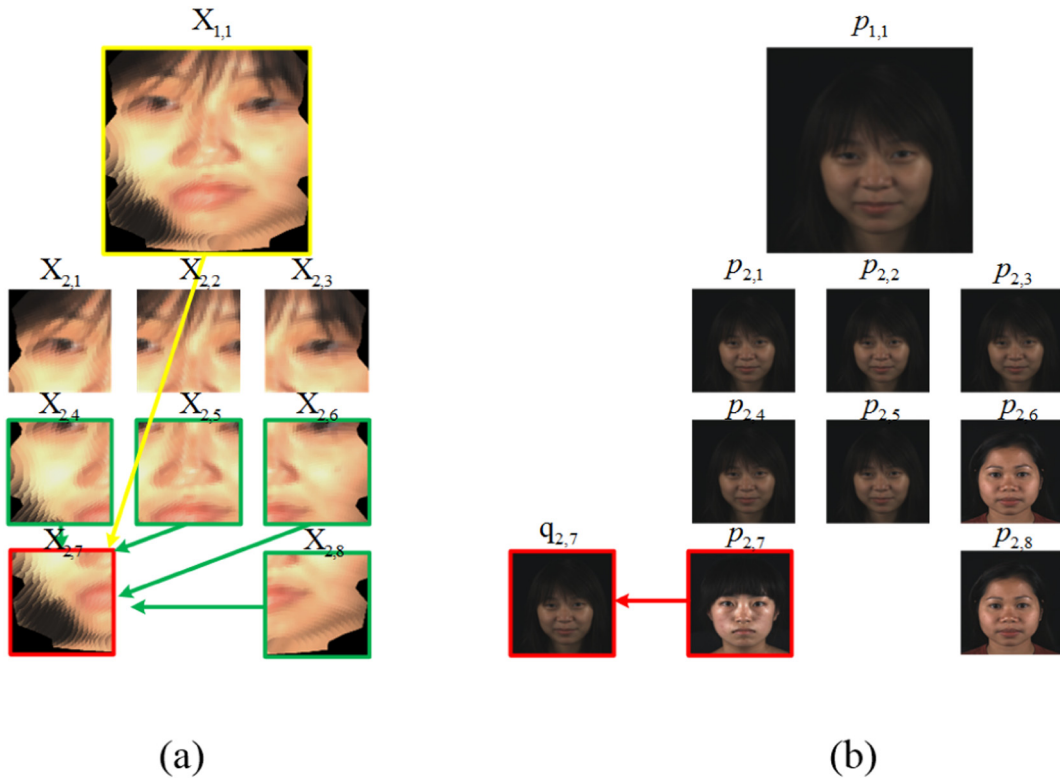 X1,1 p1,1
X2,1 X2,2 X2,3 p2,1 p2,2 p2,3
X2,4 X2,5 X2,6 p2,4 p2,5 p2,6
X2,7 X2,8 q2,7 p2,7 p2,8
(a) (b)